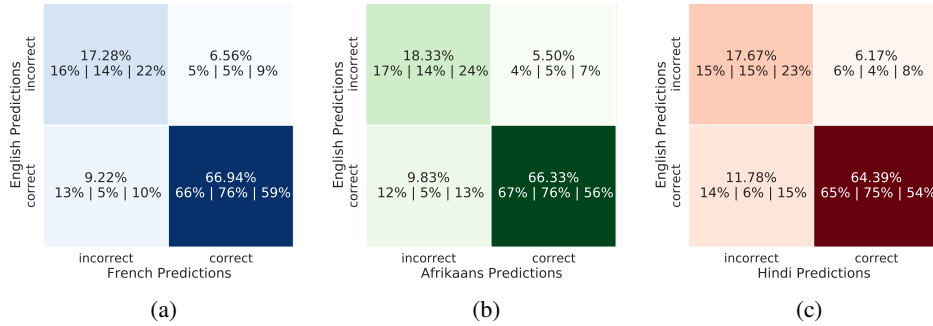 English Predictions
incorrect
correct
17.28%
16% | 14% | 22%
6.56%
5% | 5% | 9%
9.22%
13% | 5% | 10%
66.94%
66% | 76% | 59%
incorrect
correct
French Predictions
(a)
English Predictions
incorrect
correct
18.33%
17% | 14% | 24%
5.50%
4% | 5% | 7%
9.83%
12% | 5% | 13%
66.33%
67% | 76% | 56%
incorrect
correct
Afrikaans Predictions
(b)
English Predictions
incorrect
correct
17.67%
15% | 15% | 23%
6.17%
6% | 4% | 8%
11.78%
14% | 6% | 15%
64.39%
65% | 75% | 54%
incorrect
correct
Hindi Predictions
(c)